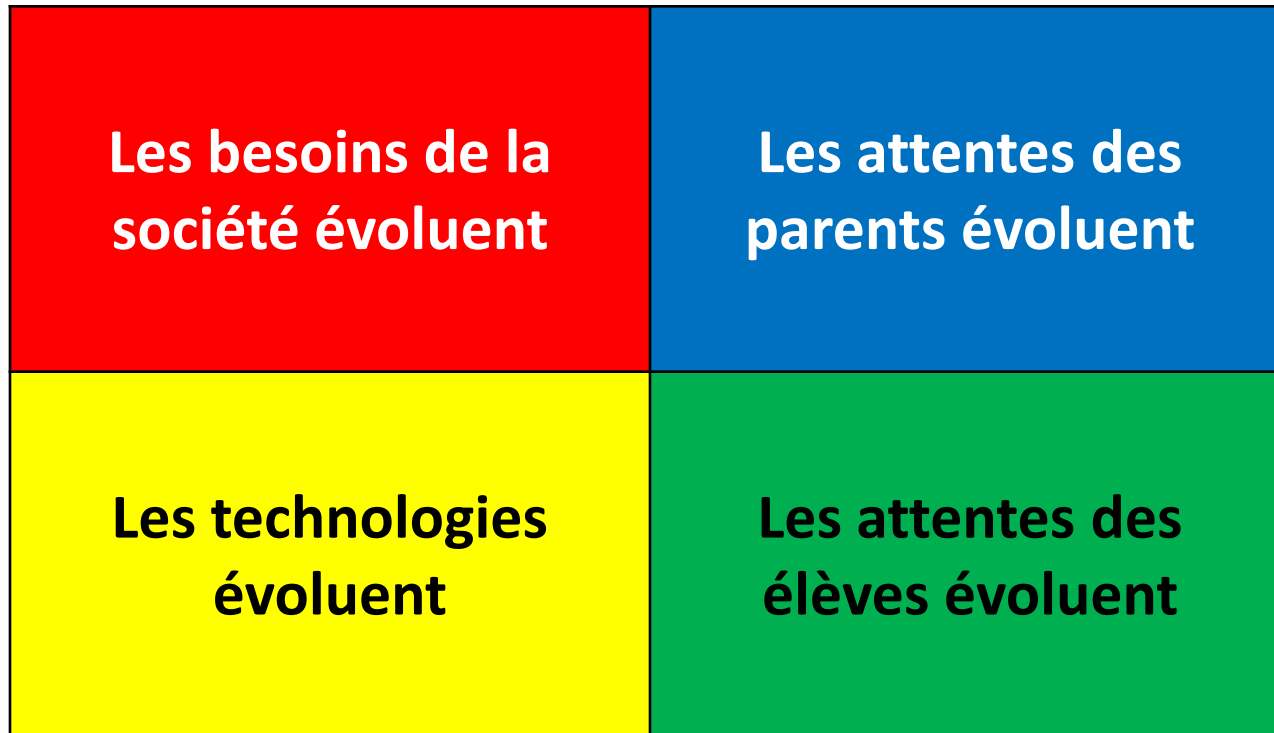 Les besoins de la
société évoluent
Les attentes des
parents évoluent
Les technologies
évoluent
Les attentes des
élèves évoluent